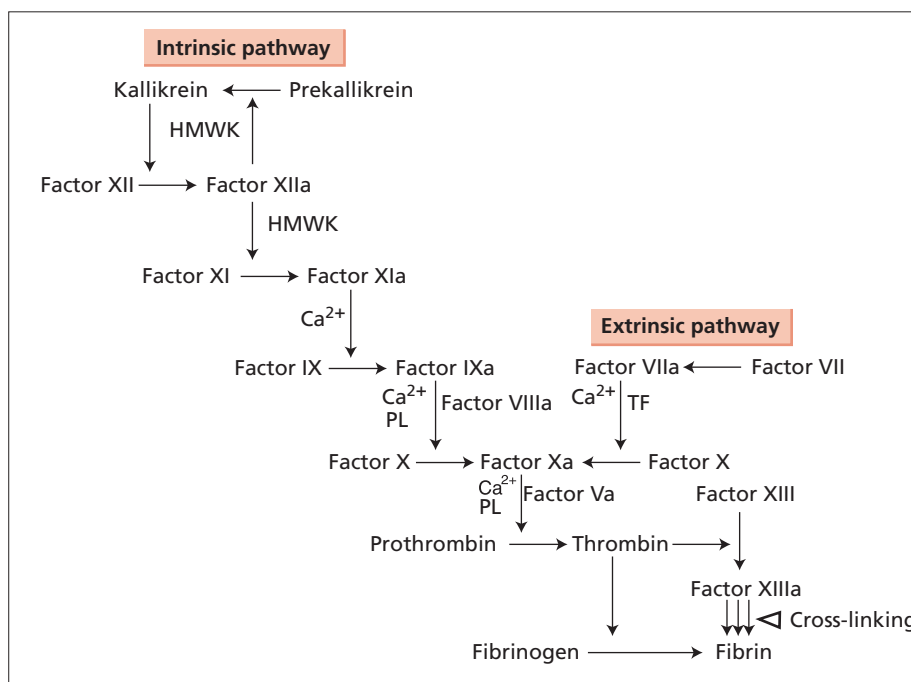 Intrinsic pathway
Kallikrein
Prekallikrein
HMWK
Factor XII
Factor XIIa
HMWK
Factor XI
Factor XIa
Ca2+
Extrinsic pathway
Factor IX
Factor IXa
Factor VIIa
Factor VII
Ca2+
PL
Factor VIIIa
Ca2+
TF
Factor X
Factor Xa
Factor X
Ca2+
PL
Factor Va
Factor XIII
Prothrombin
Thrombin
Factor XIIIa
Cross-linking
Fibrinogen
Fibrin